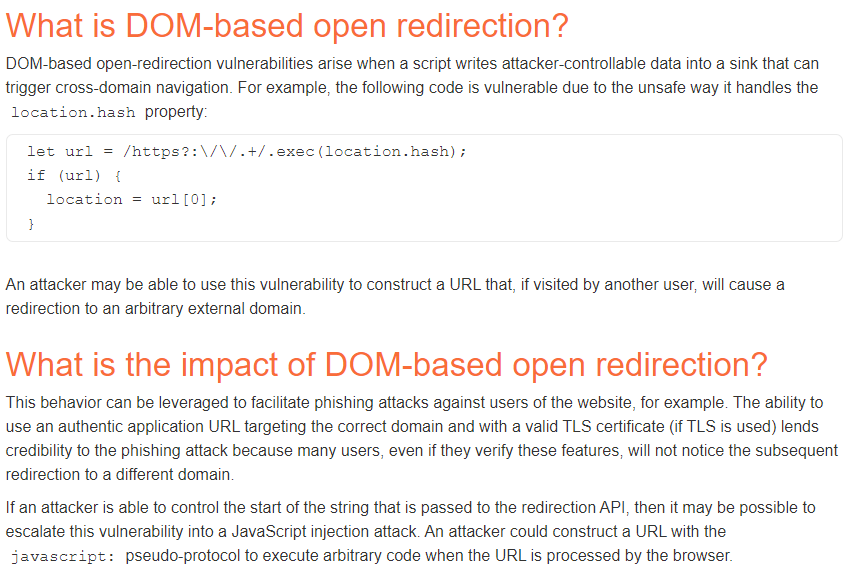 What is DOM-based open redirection?
DOM-based open-redirection vulnerabilities arise when a script writes attacker-controllable data into a sink that can
trigger cross-domain navigation. For example, the following code is vulnerable due to the unsafe way it handles the
location.hash property:
let url = /https?:\/\/.+/.exec(location.hash);
if (url) {
  location = url[0];
}
An attacker may be able to use this vulnerability to construct a URL that, if visited by another user, will cause a
redirection to an arbitrary external domain.
What is the impact of DOM-based open redirection?
This behavior can be leveraged to facilitate phishing attacks against users of the website, for example. The ability to
use an authentic application URL targeting the correct domain and with a valid TLS certificate (if TLS is used) lends
credibility to the phishing attack because many users, even if they verify these features, will not notice the subsequent
redirection to a different domain.
If an attacker is able to control the start of the string that is passed to the redirection API, then it may be possible to
escalate this vulnerability into a JavaScript injection attack. An attacker could construct a URL with the
javascript: pseudo-protocol to execute arbitrary code when the URL is processed by the browser.